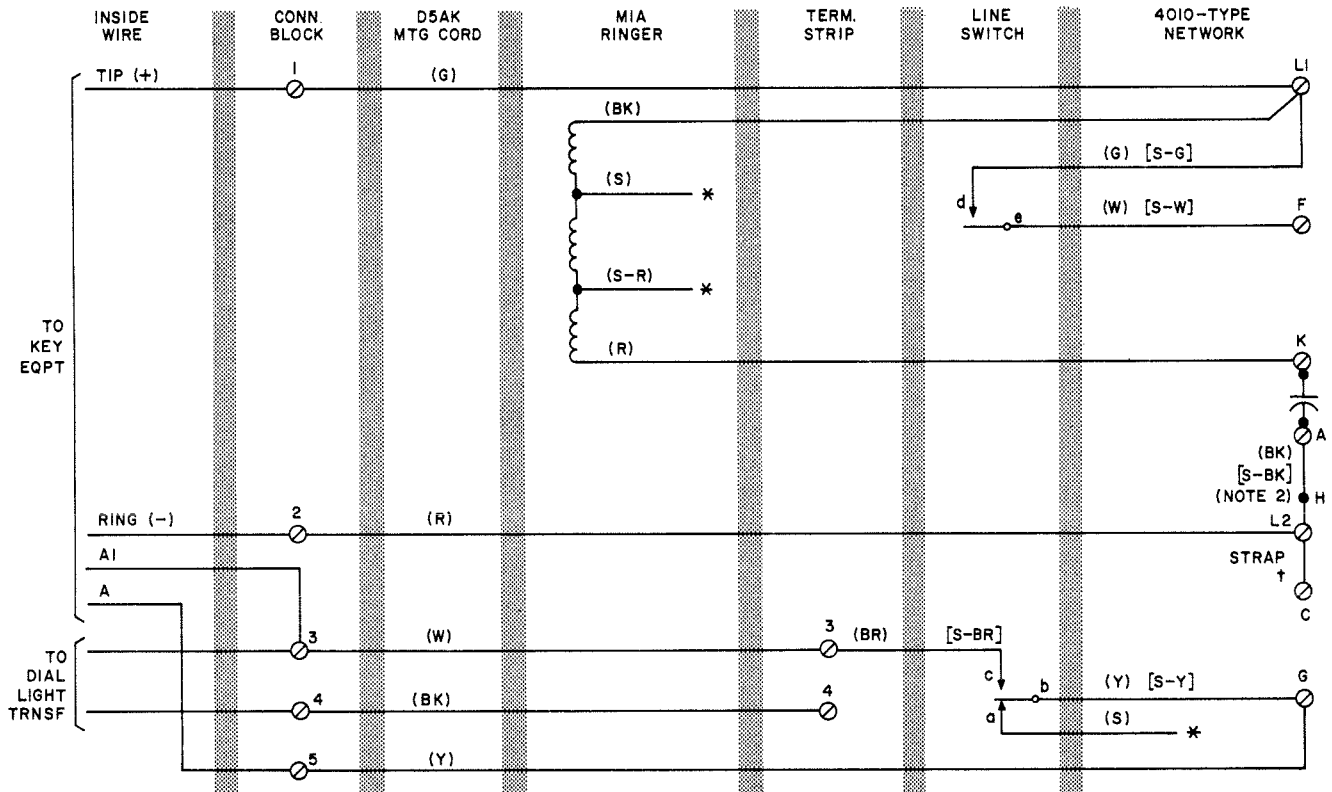 INSIDE WIRE
CONN. BLOCK
D5AK MTG CORD
M1A RINGER
TERM. STRIP
LINE SWITCH
4010-TYPE NETWORK
TIP (+)
1
(G)
L1
(BK)
(G) [S-G]
(S)
*
d
e
(W) [S-W]
F
(S-R)
*
TO KEY EQPT
(R)
K
A
(BK)
[S-BK]
(NOTE 2)
H
RING (-)
2
(R)
L2
A1
STRAP
†
A
C
3
(W)
3
(BR)
[S-BR]
TO DIAL LIGHT TRNSF
c
b
(Y) [S-Y]
G
4
(BK)
4
a
(S)
*
5
(Y)